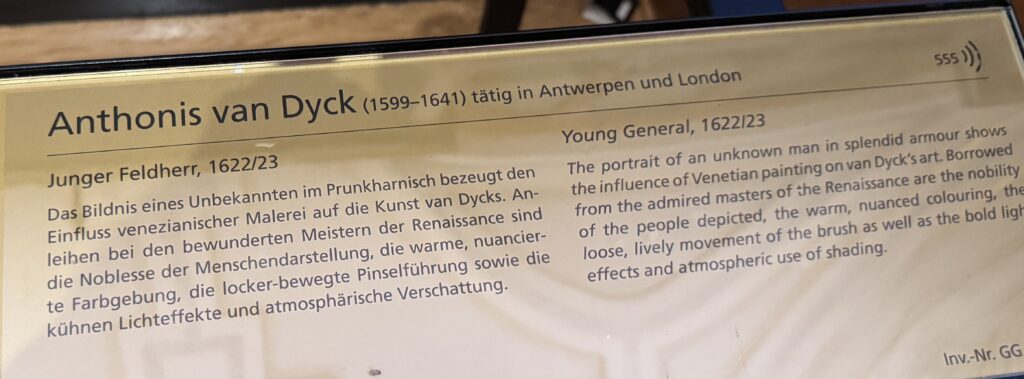 555
Anthonis van Dyck (1599–1641) tätig in Antwerpen und London
Junger Feldherr, 1622/23
Das Bildnis eines Unbekannten im Prunkharnisch bezeugt den
Einfluss venezianischer Malerei auf die Kunst van Dycks. An-
leihen bei den bewunderten Meistern der Renaissance sind
die Noblesse der Menschendarstellung, die warme, nuancier-
te Farbgebung, die locker-bewegte Pinselführung sowie die
kühnen Lichteffekte und atmosphärische Verschattung.
Young General, 1622/23
The portrait of an unknown man in splendid armour shows
the influence of Venetian painting on van Dyck's art. Borrowed
from the admired masters of the Renaissance are the nobility
of the people depicted, the warm, nuanced colouring, the
loose, lively movement of the brush as well as the bold ligh
effects and atmospheric use of shading.
Inv.-Nr. GG